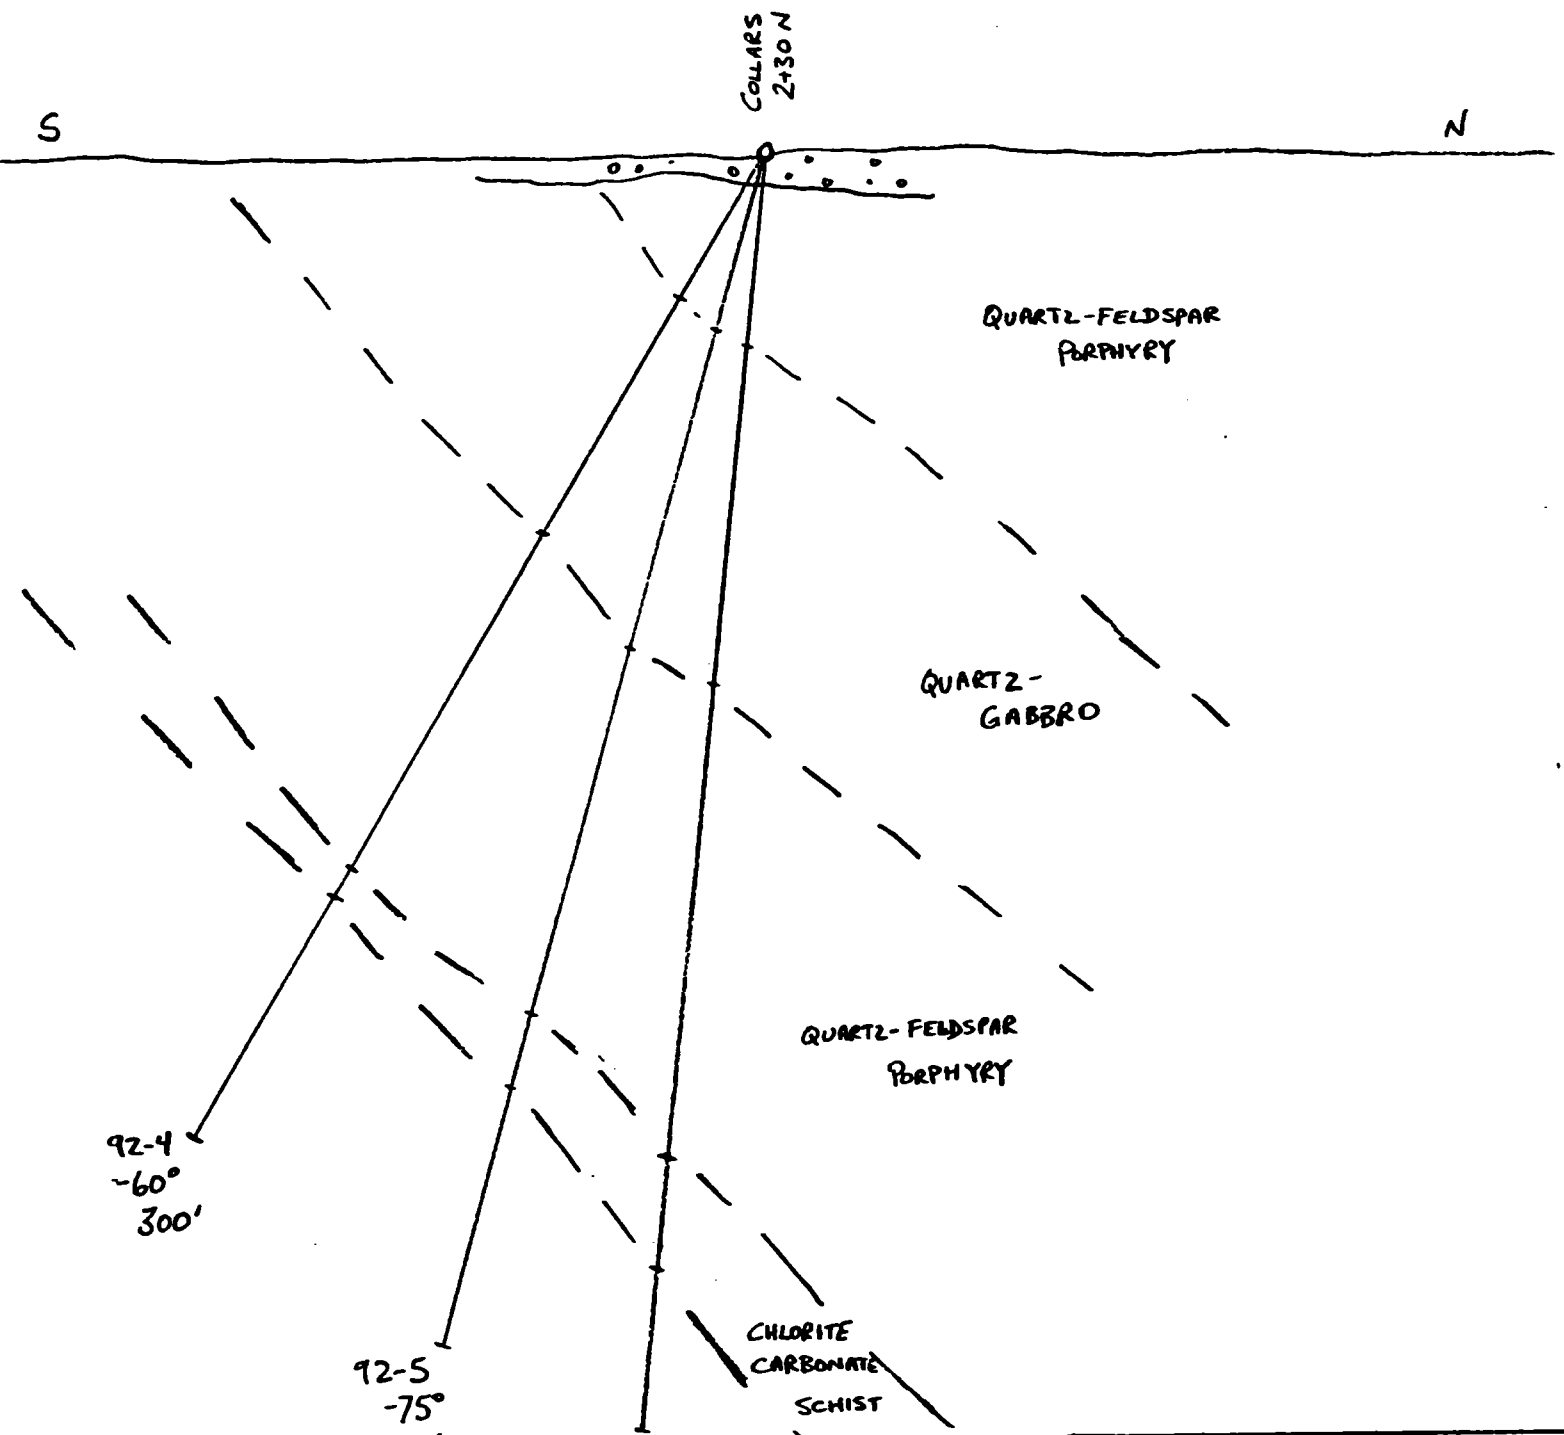 COLLARS
2+30N
S
N
QUARTZ-FELDSPAR
PORPHYRY
QUARTZ-
GABBRO
QUARTZ-FELDSPAR
PORPHYRY
92-4
-60°
300'
CHLORITE
CARBONATE
SCHIST
92-5
-75°